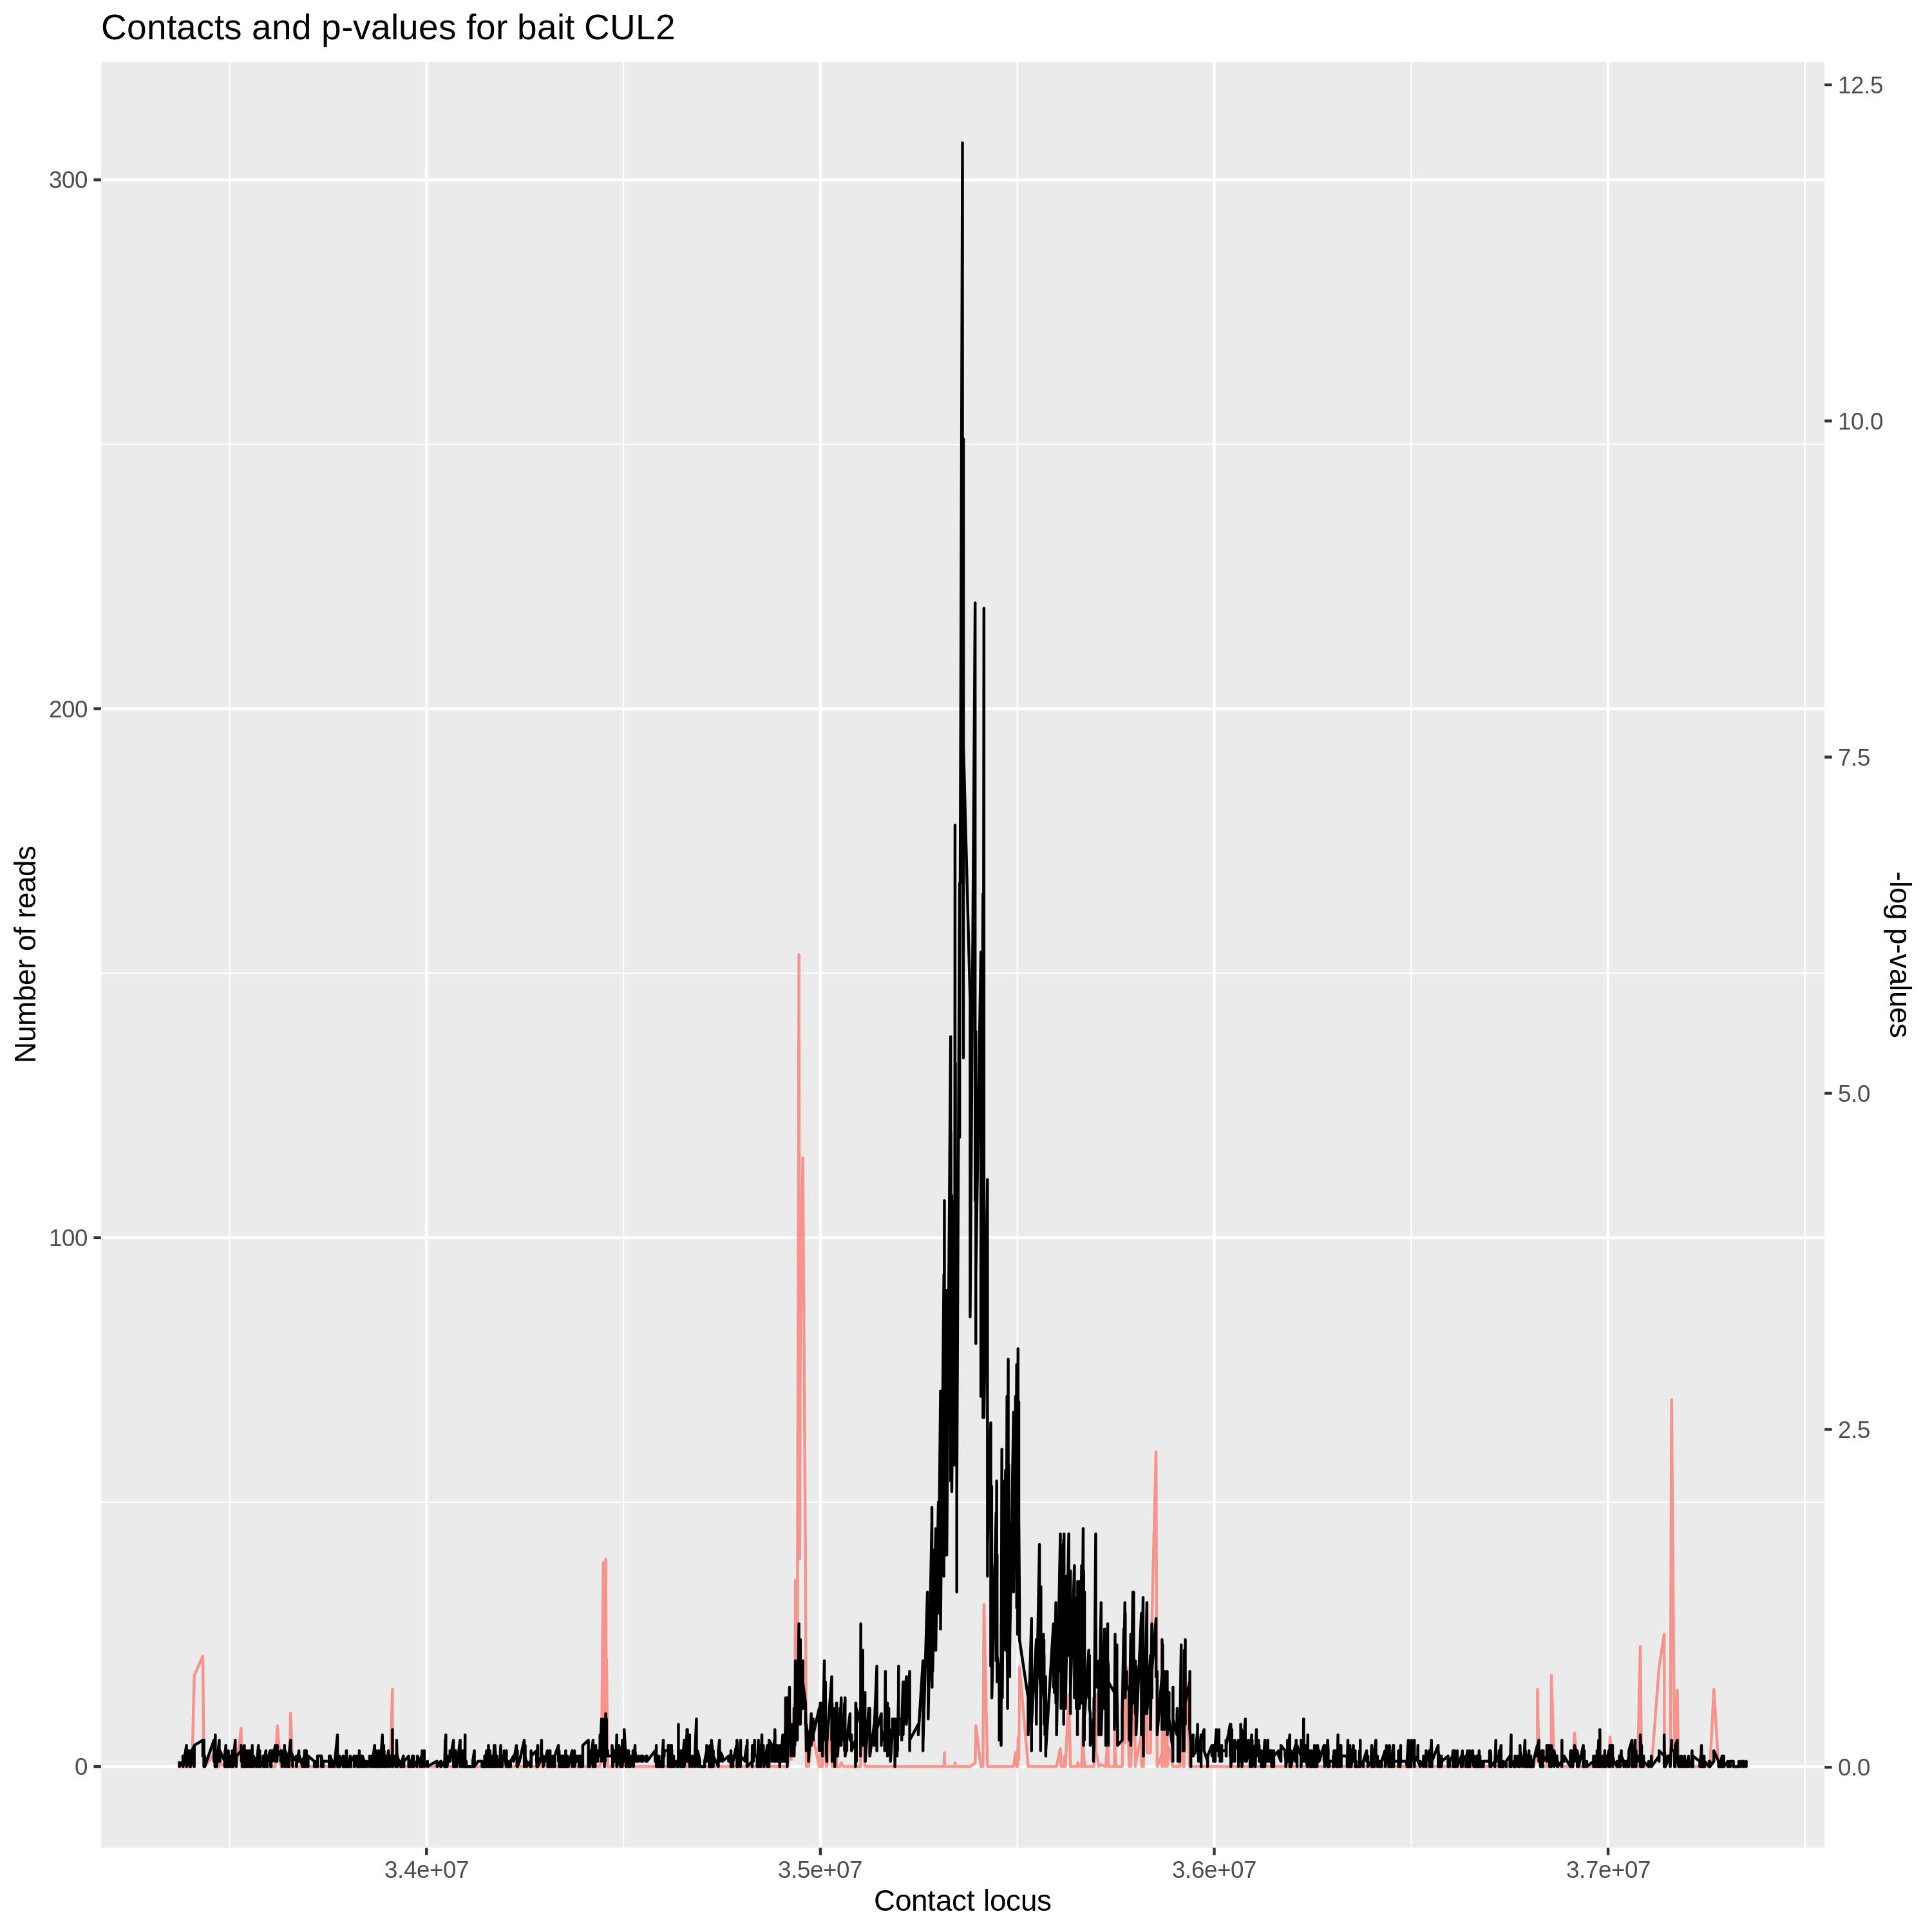 Contacts and p-values for bait CUL2
12.5
300
10.0
200
7.5
Number of reads
-log p-values
5.0
100
2.5
0
0.0
3.4e+07 3.5e+07 3.6e+07 3.7e+07
Contact locus